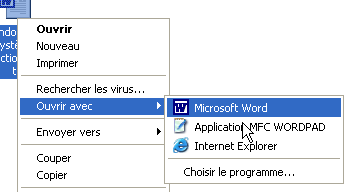 Ouvrir
Nouveau
Imprimer
Rechercher les virus...
Ouvrir avec
Microsoft Word
Application MFC WORDPAD
Internet Explorer
Choisir le programme...
Envoyer vers
Couper
Copier